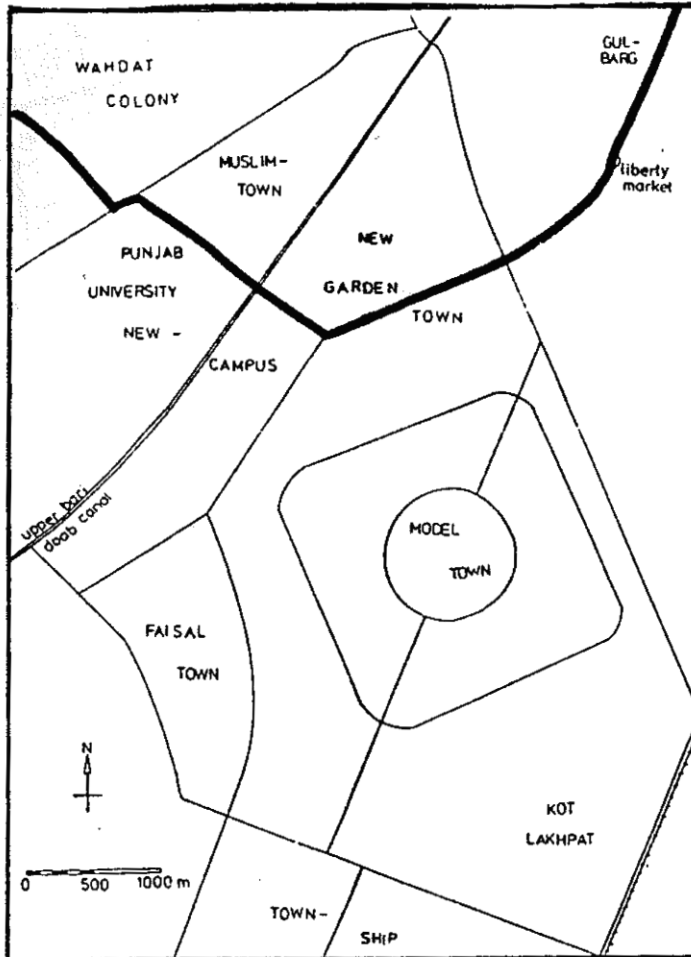 WAHDAT
COLONY
GUL-
BARG
liberty
market
MUSLIM-
TOWN
NEW
GARDEN
TOWN
PUNJAB
UNIVERSITY
NEW -
CAMPUS
upper bari
doab canal
MODEL
TOWN
FAISAL
TOWN
N
KOT
LAKHPAT
0 500 1000 m
TOWN-
SHIP